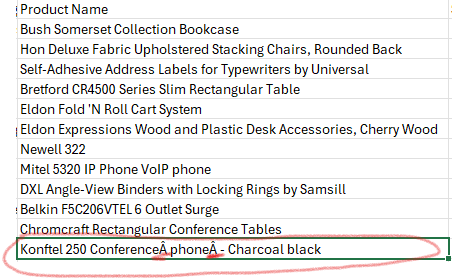 Product Name
Bush Somerset Collection Bookcase
Hon Deluxe Fabric Upholstered Stacking Chairs, Rounded Back
Self-Adhesive Address Labels for Typewriters by Universal
Bretford CR4500 Series Slim Rectangular Table
Eldon Fold 'N Roll Cart System
Eldon Expressions Wood and Plastic Desk Accessories, Cherry Wood
Newell 322
Mitel 5320 IP Phone VoIP phone
DXL Angle-View Binders with Locking Rings by Samsill
Belkin F5C206VTEL 6 Outlet Surge
Chromcraft Rectangular Conference Tables
Konftel 250 ConferenceÂ phoneÂ - Charcoal black